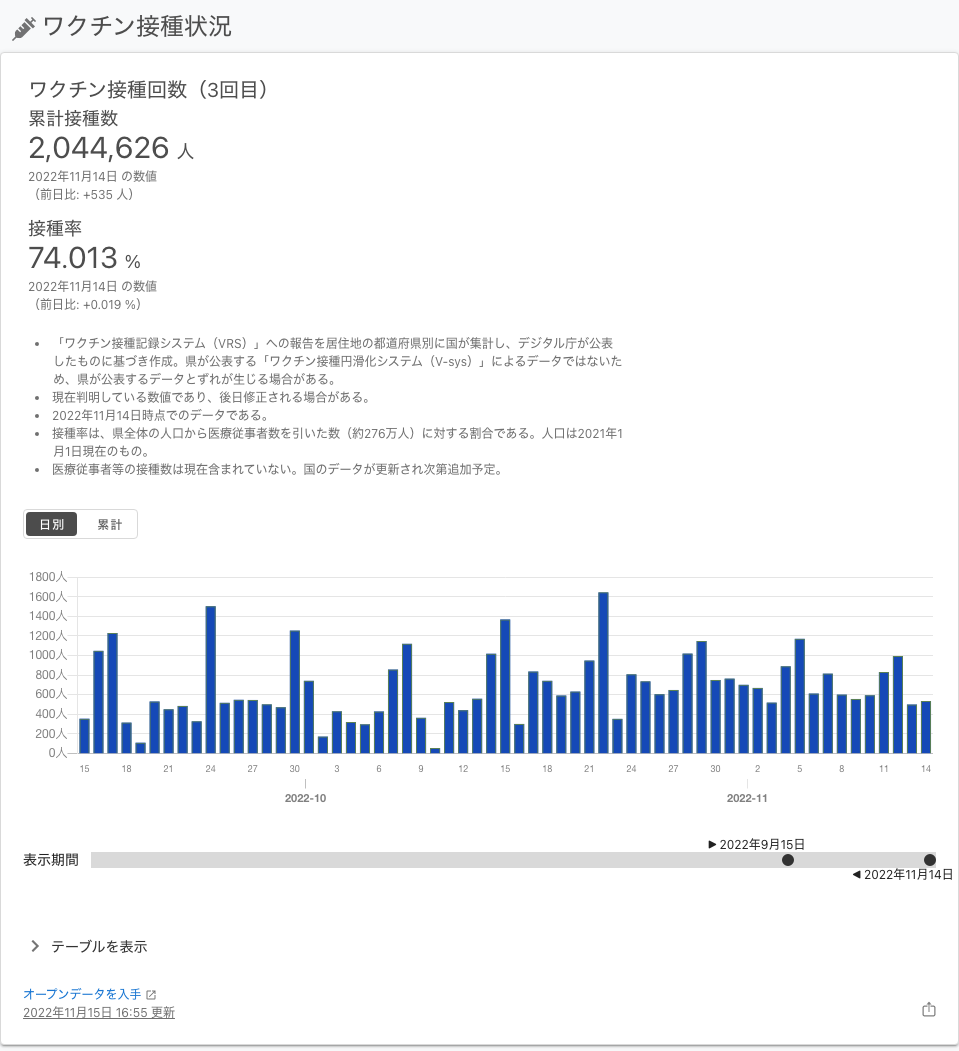 ワクチン接種状況
ワクチン接種回数（3回目）
累計接種数
2,044,626 人
2022年11月14日 の数値
（前日比: +535 人）
接種率
74.013 %
2022年11月14日 の数値
（前日比: +0.019 %）
• 「ワクチン接種記録システム（VRS）」への報告を居住地の都道府県別に国が集計し、デジタル庁が公表
したものに基づき作成。県が公表する「ワクチン接種円滑化システム（V-sys）」によるデータではないた
め、県が公表するデータとずれが生じる場合がある。
• 現在判明している数値であり、後日修正される場合がある。
• 2022年11月14日時点でのデータである。
• 接種率は、県全体の人口から医療従事者数を引いた数（約276万人）に対する割合である。人口は2021年1
月1日現在のもの。
• 医療従事者等の接種数は現在含まれていない。国のデータが更新され次第追加予定。
日別 累計
1800人
1600人
1400人
1200人
1000人
800人
600人
400人
200人
0人
15 18 21 24 27 30 3 6 9 12 15 18 21 24 27 30 2 5 8 11 14
2022-10 2022-11
▶ 2022年9月15日
表示期間
◀ 2022年11月14日
テーブルを表示
オープンデータを入手
2022年11月15日 16:55 更新